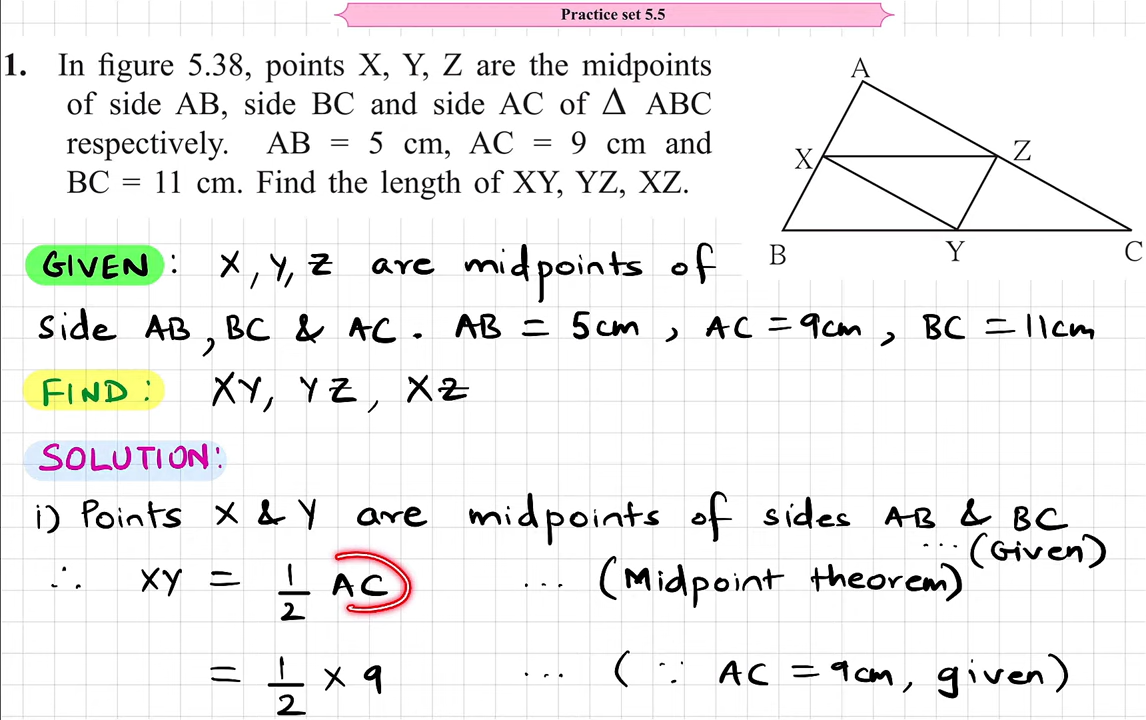 Practice set 5.5
1. In figure 5.38, points X, Y, Z are the midpoints
of side AB, side BC and side AC of Δ ABC
respectively. AB = 5 cm, AC = 9 cm and
BC = 11 cm. Find the length of XY, YZ, XZ.
A
X
Z
B
Y
C
GIVEN : X, Y, Z are midpoints of
side AB, BC & AC. AB = 5cm, AC = 9cm, BC = 11cm
FIND : XY, YZ, XZ
SOLUTION:
i) Points X & Y are midpoints of sides AB & BC
... (Given)
∴ XY = 1/2 AC ... (Midpoint theorem)
= 1/2 × 9 ... (∵ AC = 9cm, given)